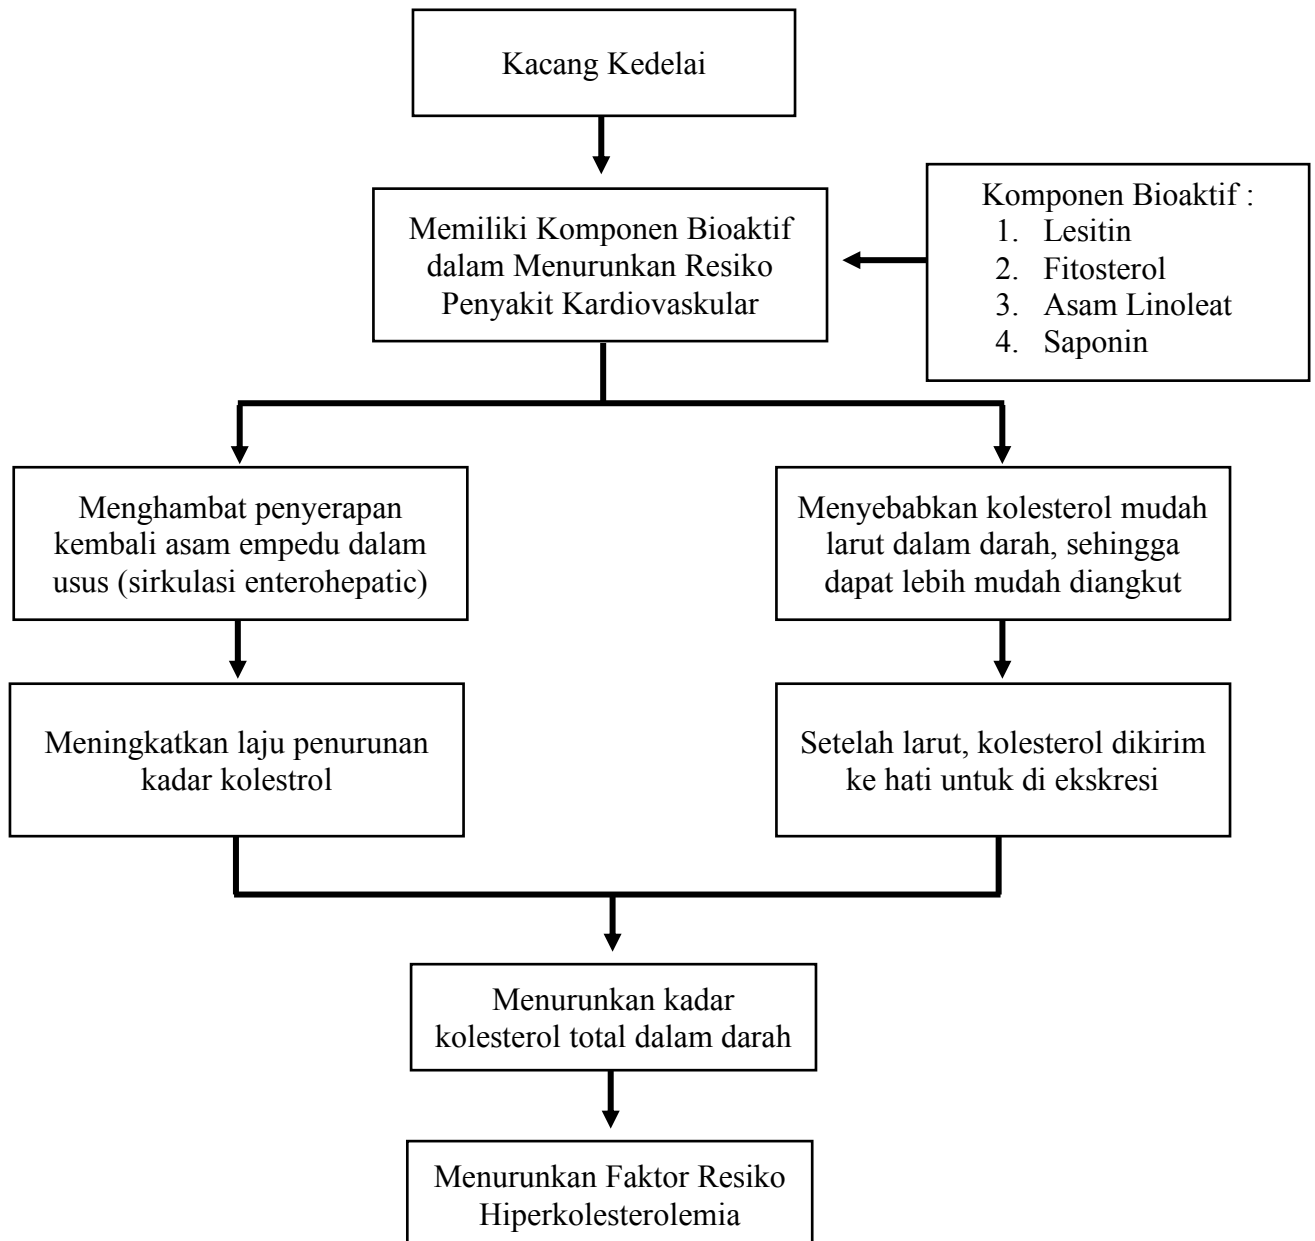 Kacang Kedelai
Memiliki Komponen Bioaktif
dalam Menurunkan Resiko
Penyakit Kardiovaskular
Komponen Bioaktif :
1. Lesitin
2. Fitosterol
3. Asam Linoleat
4. Saponin
Menghambat penyerapan
kembali asam empedu dalam
usus (sirkulasi enterohepatic)
Menyebabkan kolesterol mudah
larut dalam darah, sehingga
dapat lebih mudah diangkut
Meningkatkan laju penurunan
kadar kolestrol
Setelah larut, kolesterol dikirim
ke hati untuk di ekskresi
Menurunkan kadar
kolesterol total dalam darah
Menurunkan Faktor Resiko
Hiperkolesterolemia